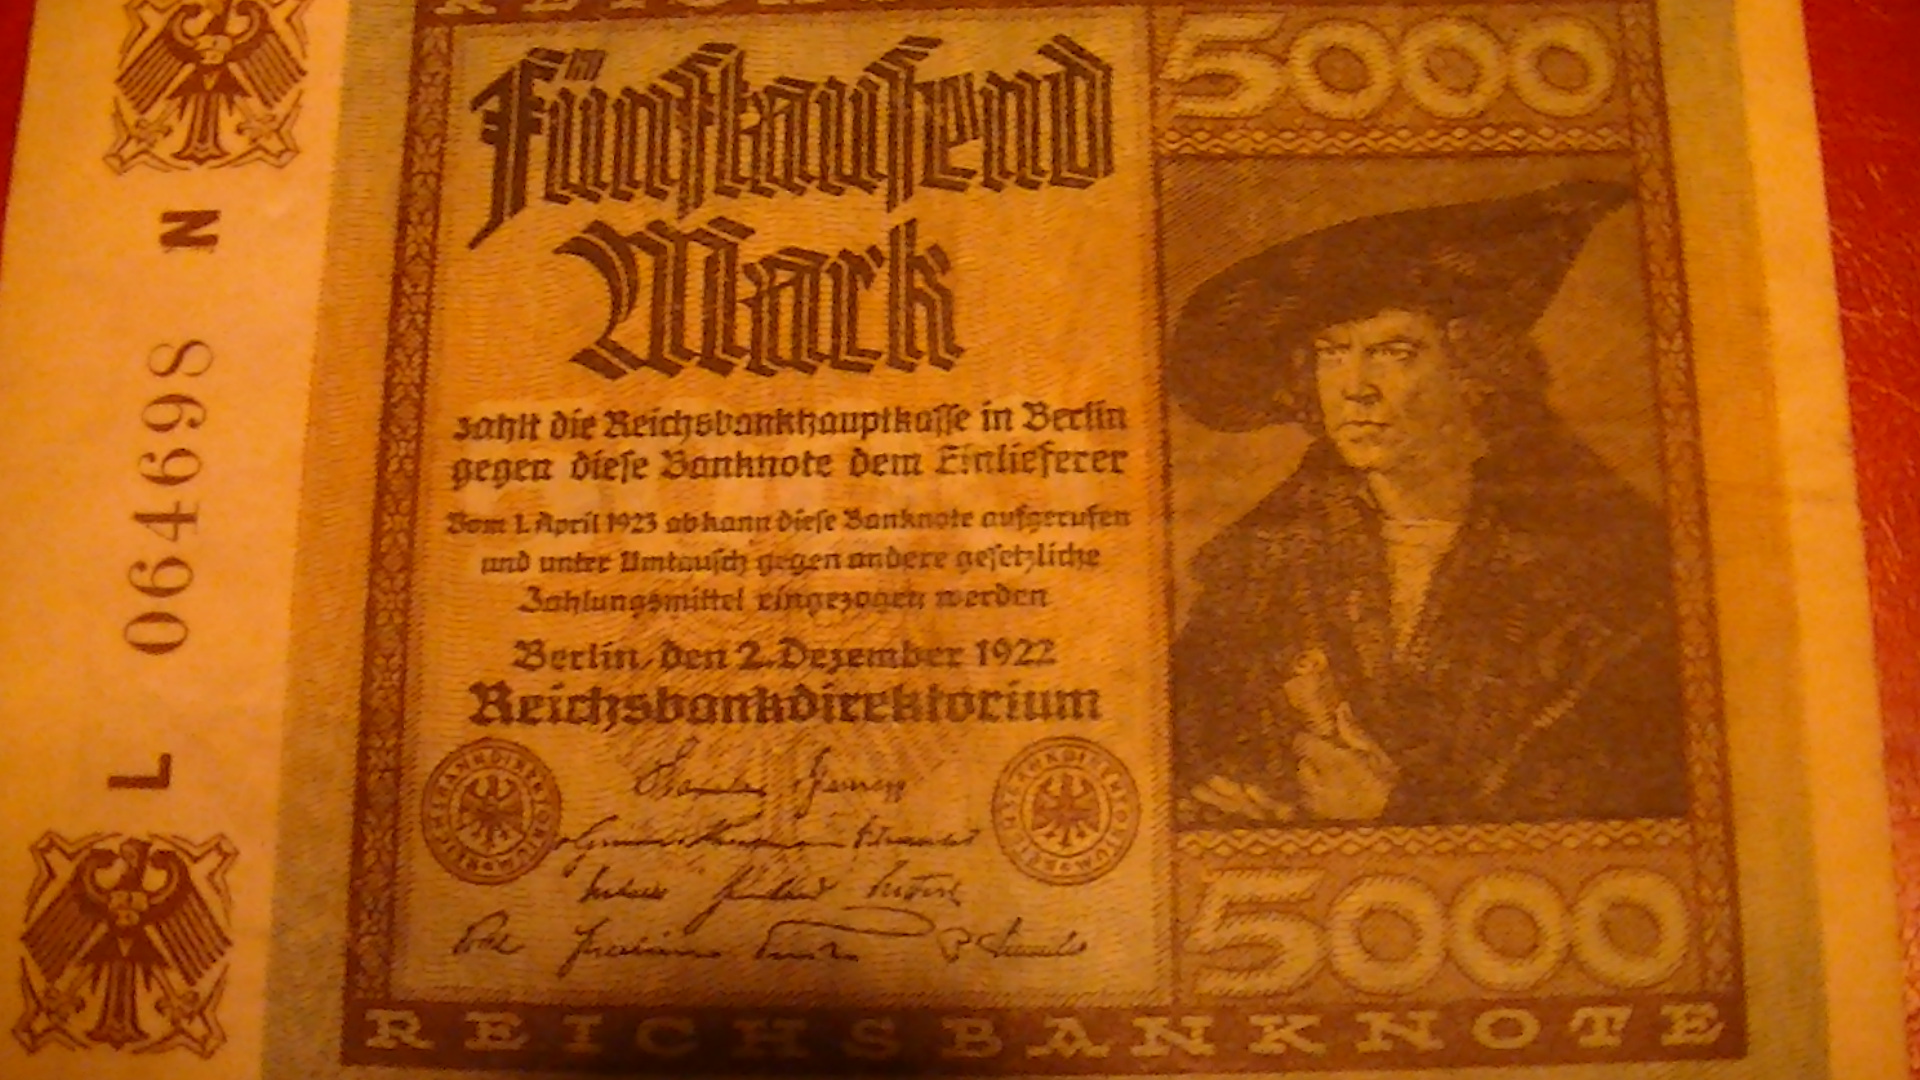 5000
Fünftausend
Mark
zahlt die Reichsbankhauptkasse in Berlin
gegen diese Banknote dem Einlieferer
Vom 1. April 1923 ab kann diese Banknote aufgerufen
und unter Umtausch gegen andere gesetzliche
Zahlungsmittel eingezogen werden
Berlin, den 2. Dezember 1922
Reichsbankdirektorium
5000
REICHSBANKNOTE
L 064698 N